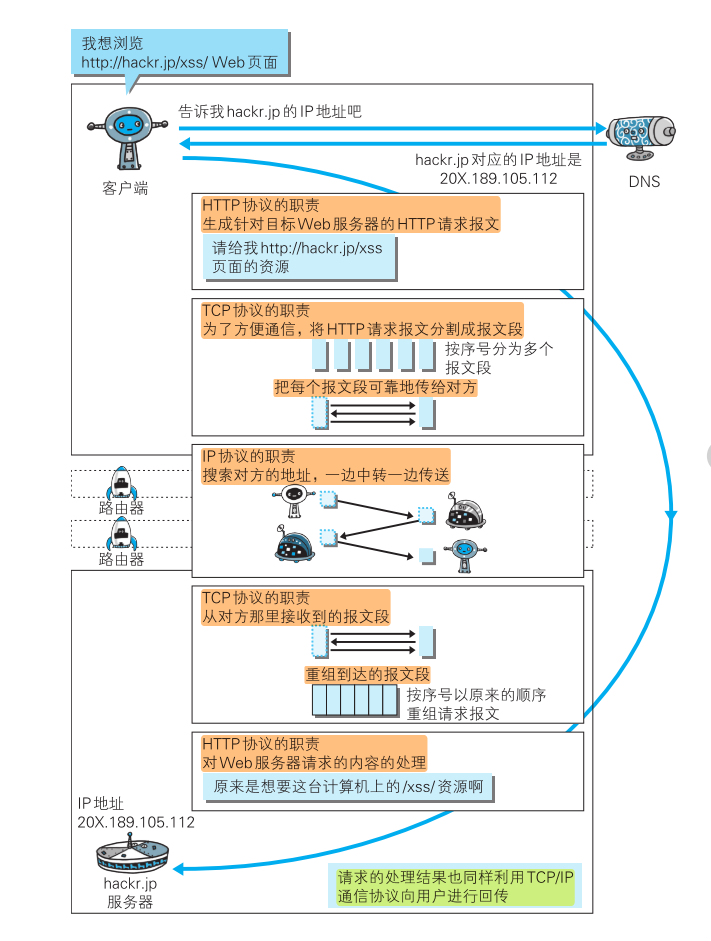 我想浏览
http://hackr.jp/xss/ Web页面
告诉我hackr.jp的IP地址吧
hackr.jp对应的IP地址是
20X.189.105.112
客户端
DNS
HTTP协议的职责
生成针对目标Web服务器的HTTP请求报文
请给我http://hackr.jp/xss
页面的资源
TCP协议的职责
为了方便通信，将HTTP请求报文分割成报文段
按序号分为多个
报文段
把每个报文段可靠地传给对方
IP协议的职责
搜索对方的地址，一边中转一边传送
路由器
路由器
TCP协议的职责
从对方那里接收到的报文段
重组到达的报文段
按序号以原来的顺序
重组请求报文
HTTP协议的职责
对Web服务器请求的内容的处理
原来是想要这台计算机上的/xss/资源啊
IP地址
20X.189.105.112
hackr.jp
服务器
请求的处理结果也同样利用TCP/IP
通信协议向用户进行回传